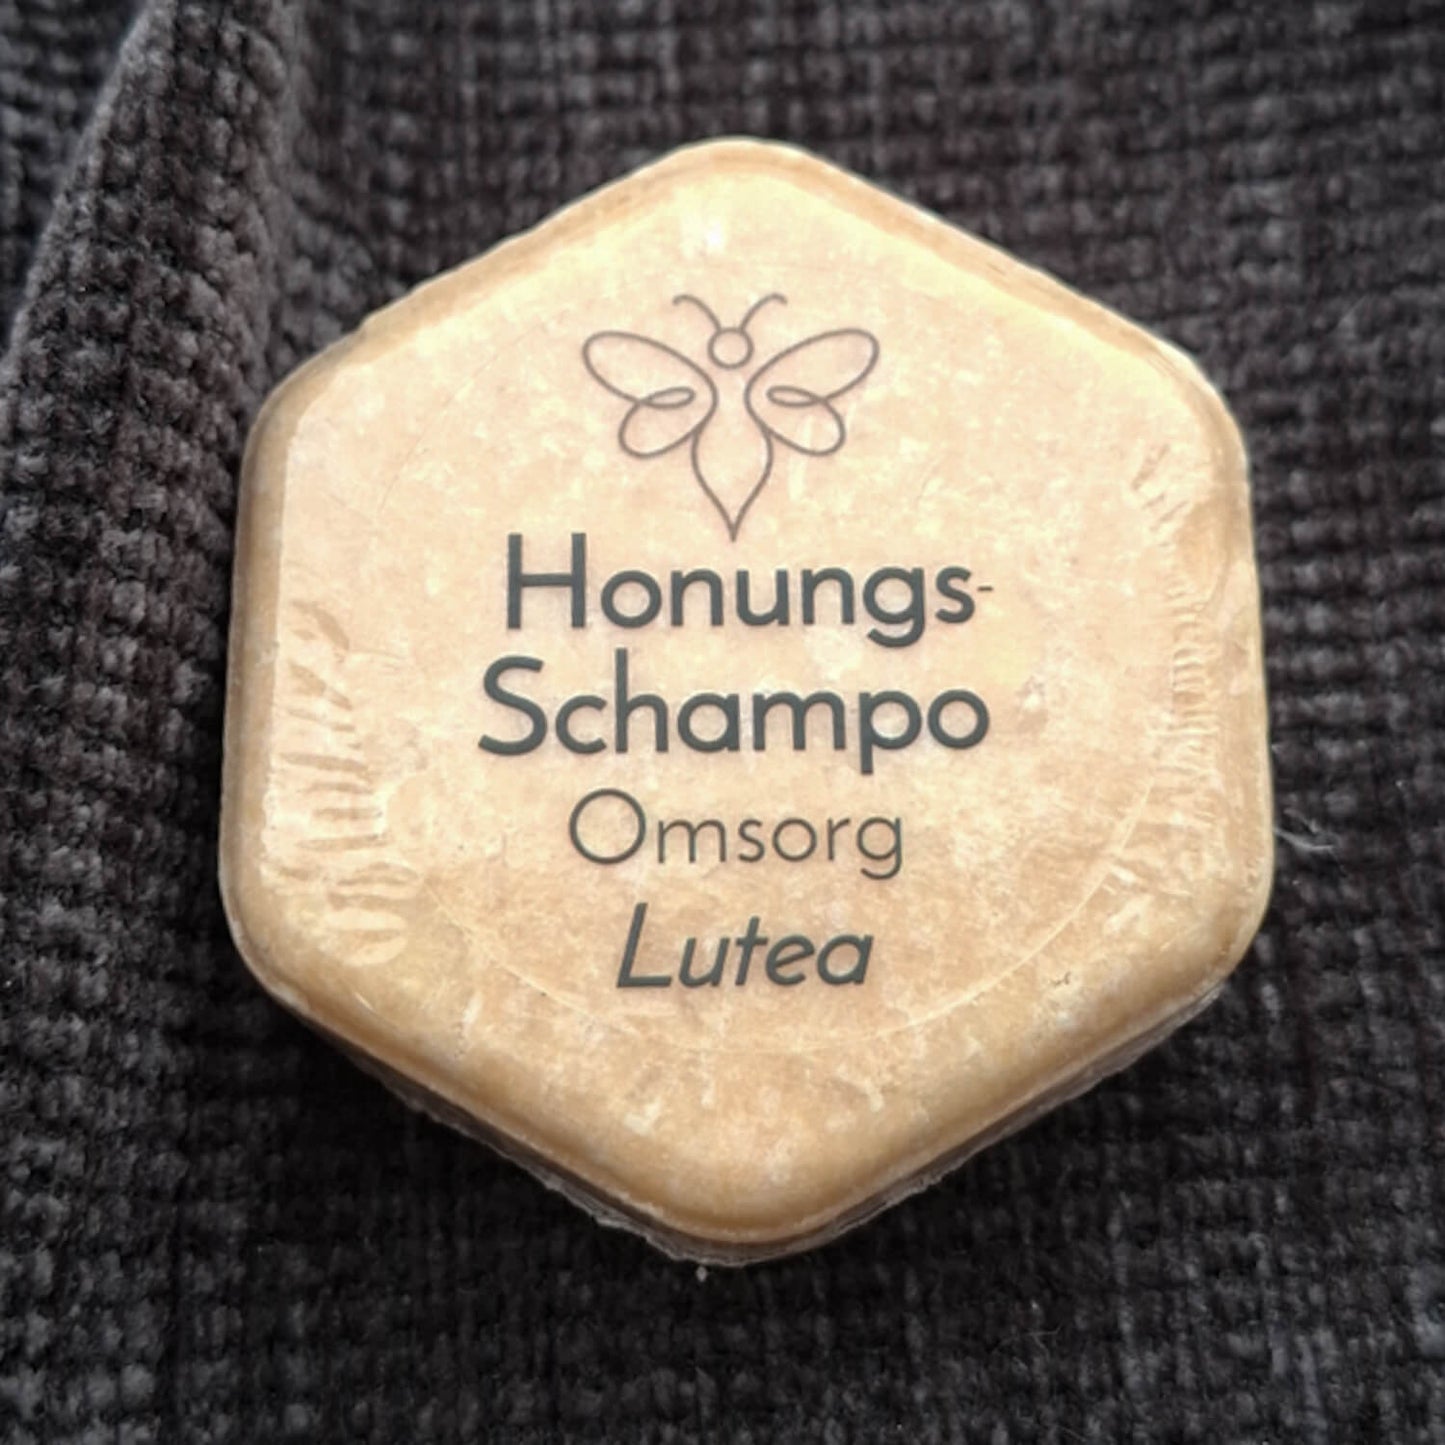 Honungs-
Schampo
Omsorg
Lutea